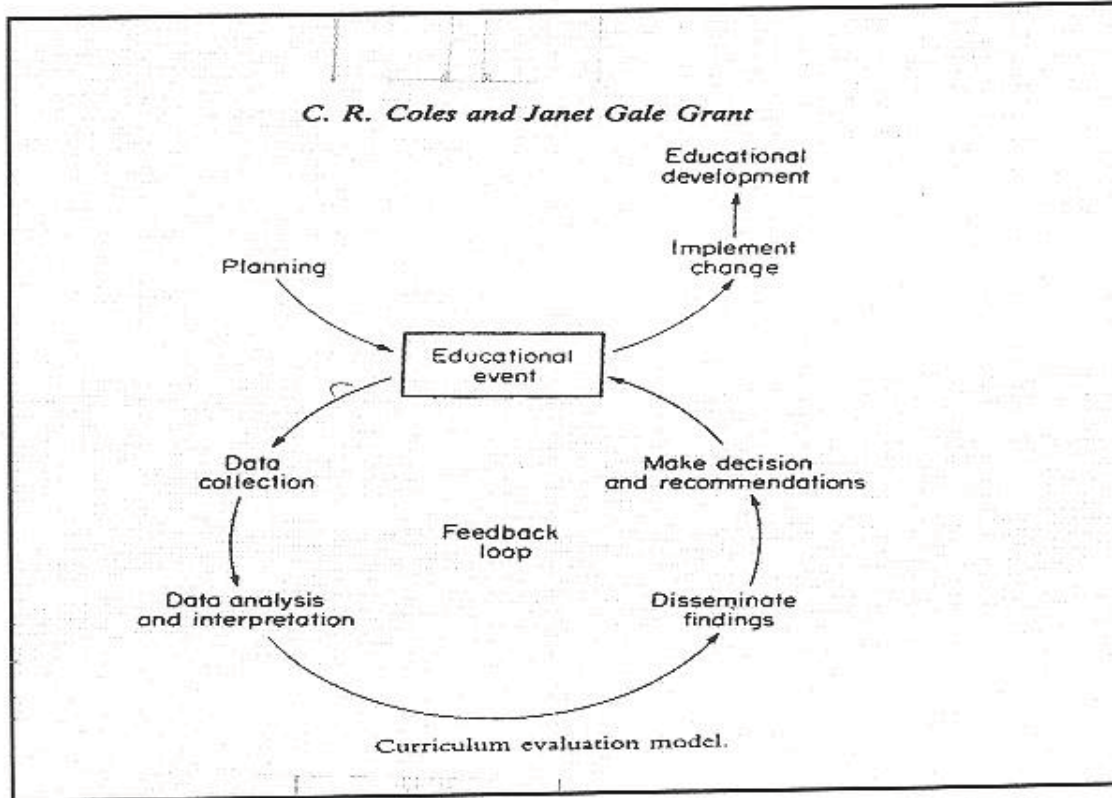 C. R. Coles and Janet Gale Grant
Educational
development
Implement
change
Planning
Educational
event
Data
collection
Make decision
and recommendations
Feedback
loop
Data analysis
and interpretation
Disseminate
findings
Curriculum evaluation model.